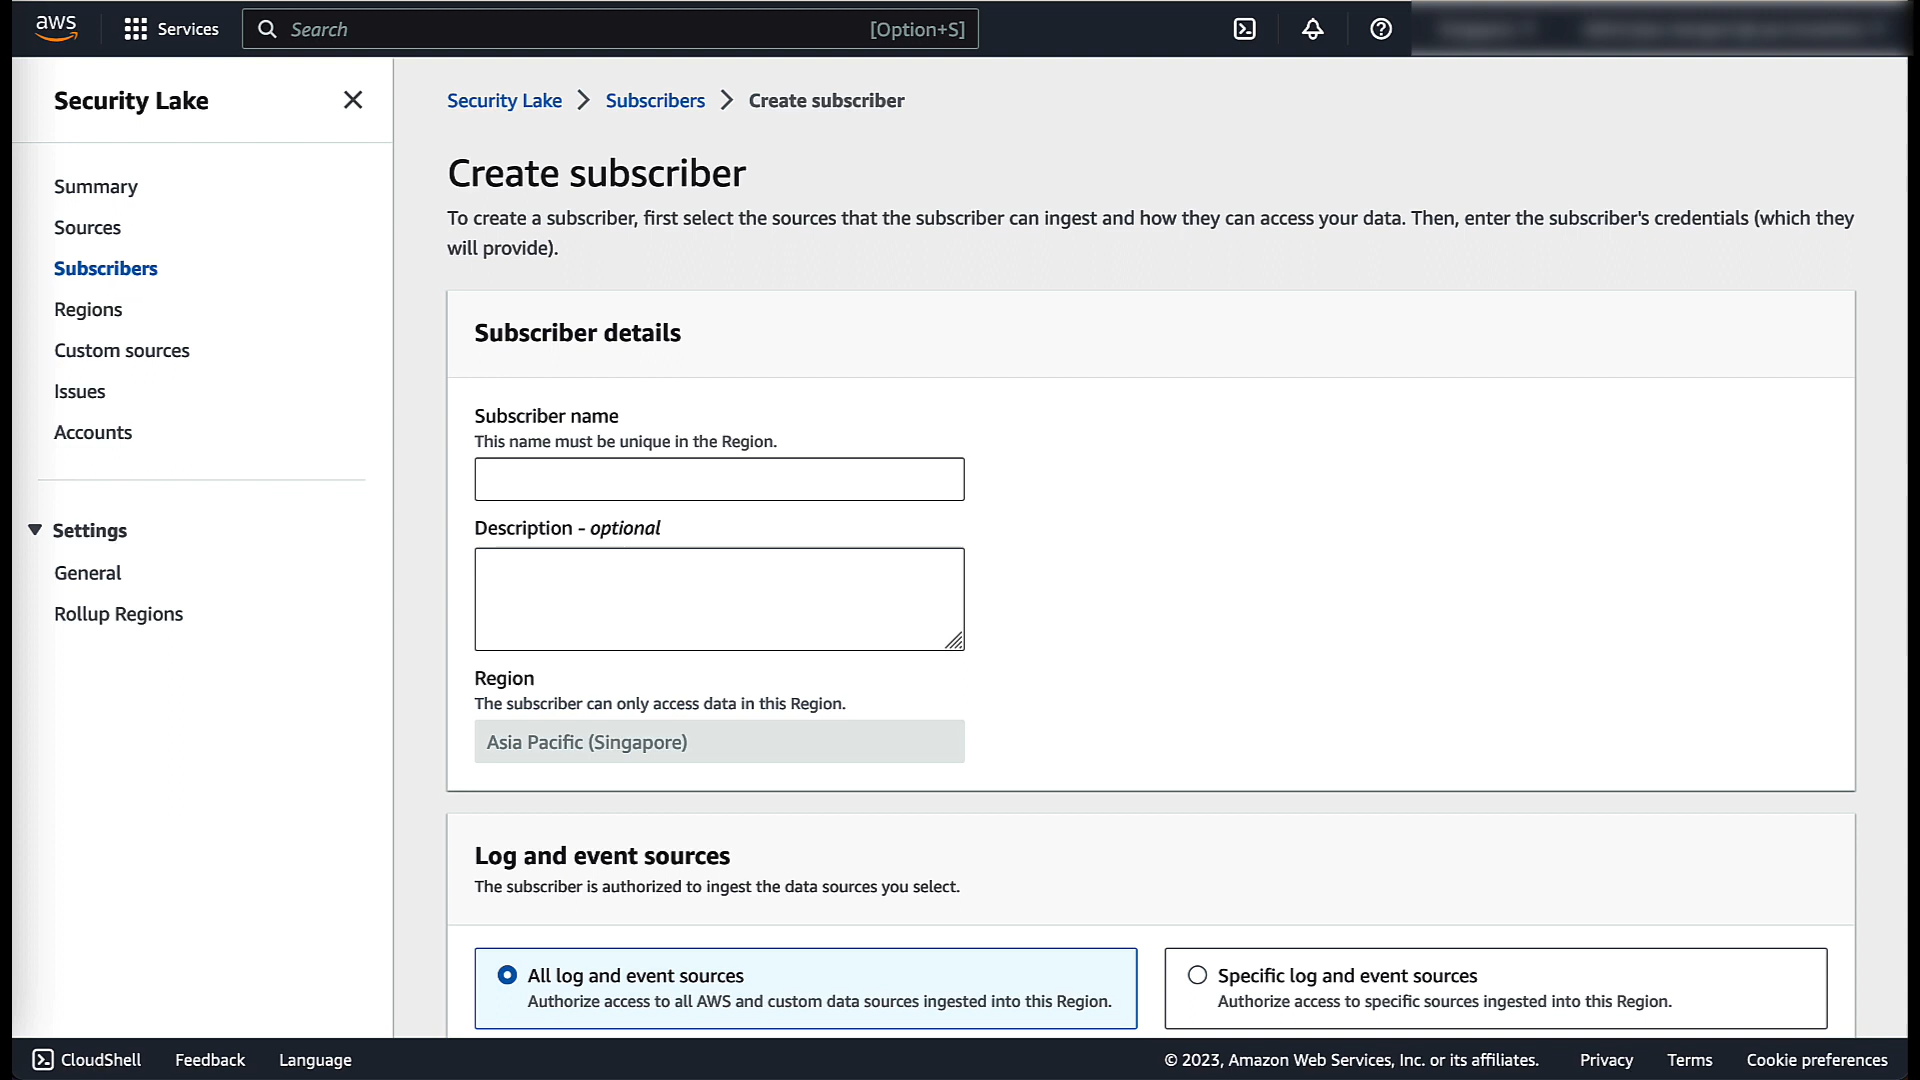 aws
Services
Search
[Option+S]
Security Lake
Summary
Sources
Subscribers
Regions
Custom sources
Issues
Accounts
Settings
General
Rollup Regions
Security Lake
Subscribers
Create subscriber
Create subscriber
To create a subscriber, first select the sources that the subscriber can ingest and how they can access your data. Then, enter the subscriber's credentials (which they
will provide).
Subscriber details
Subscriber name
This name must be unique in the Region.
Description - optional
Region
The subscriber can only access data in this Region.
Asia Pacific (Singapore)
Log and event sources
The subscriber is authorized to ingest the data sources you select.
All log and event sources
Authorize access to all AWS and custom data sources ingested into this Region.
Specific log and event sources
Authorize access to specific sources ingested into this Region.
CloudShell
Feedback
Language
© 2023, Amazon Web Services, Inc. or its affiliates.
Privacy
Terms
Cookie preferences